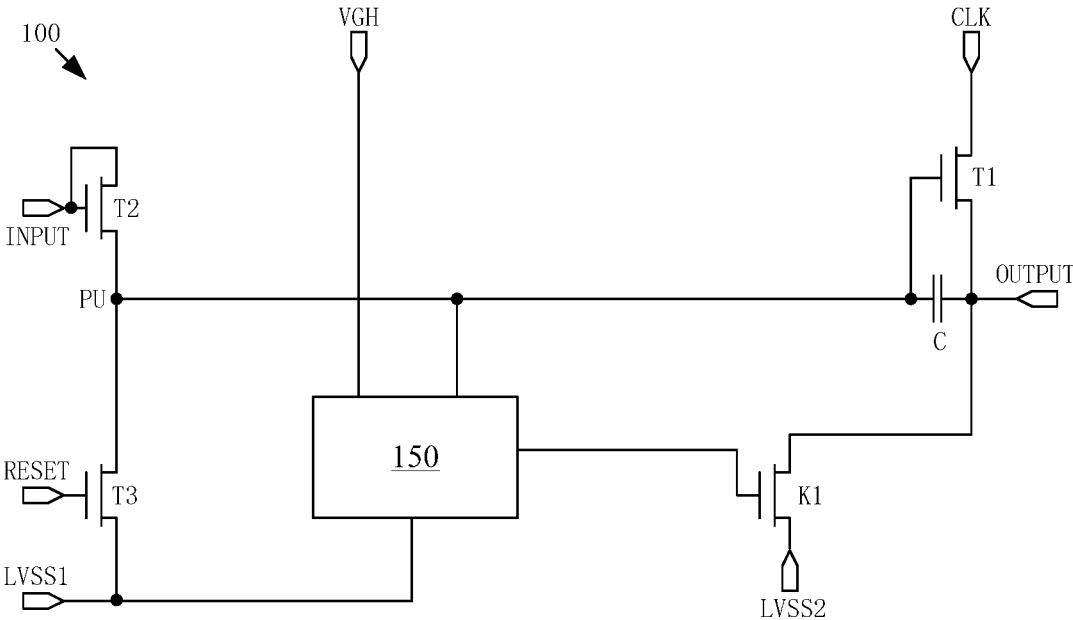 VGH
CLK
100
T1
T2
INPUT
PU
OUTPUT
C
150
RESET
T3
K1
LVSS1
LVSS2